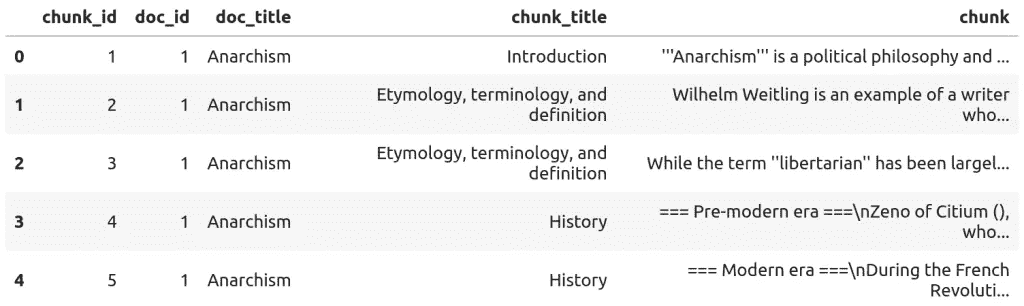 chunk_id doc_id doc_title chunk_title chunk
0 1 1 Anarchism Introduction '''Anarchism''' is a political philosophy and ...
1 2 1 Anarchism Etymology, terminology, and definition Wilhelm Weitling is an example of a writer who...
2 3 1 Anarchism Etymology, terminology, and definition While the term ''libertarian'' has been largel...
3 4 1 Anarchism History === Pre-modern era ===\nZeno of Citium (), who...
4 5 1 Anarchism History === Modern era ===\nDuring the French Revoluti...